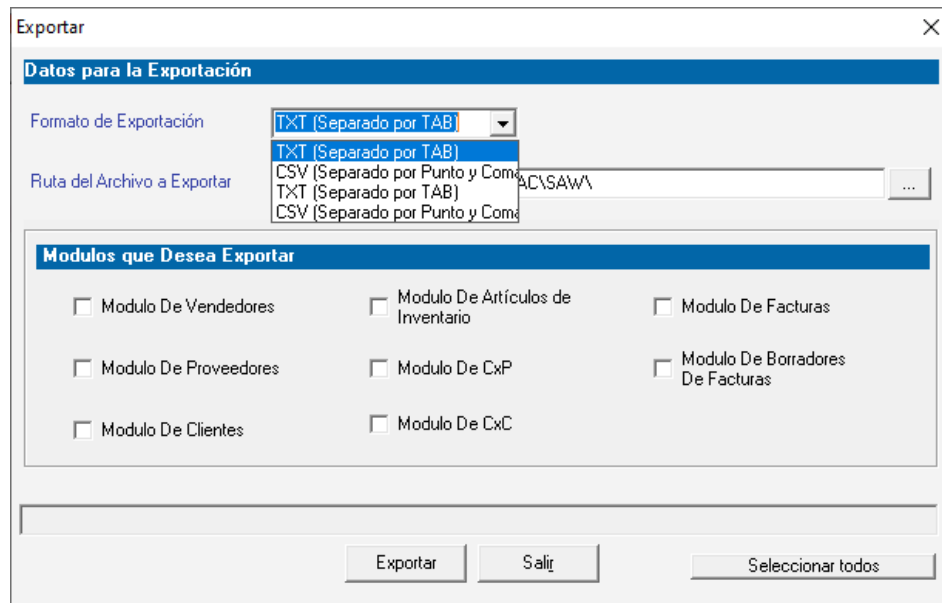 Exportar
Datos para la Exportación
Formato de Exportación
TXT (Separado por TAB)
TXT (Separado por TAB)
CSV (Separado por Punto y Coma
TXT (Separado por TAB)
CSV (Separado por Punto y Coma
Ruta del Archivo a Exportar
AC\SAW\
...
Modulos que Desea Exportar
Modulo De Vendedores
Modulo De Artículos de
Inventario
Modulo De Facturas
Modulo De Proveedores
Modulo De CxP
Modulo De Borradores
De Facturas
Modulo De Clientes
Modulo De CxC
Exportar
Salir
Seleccionar todos